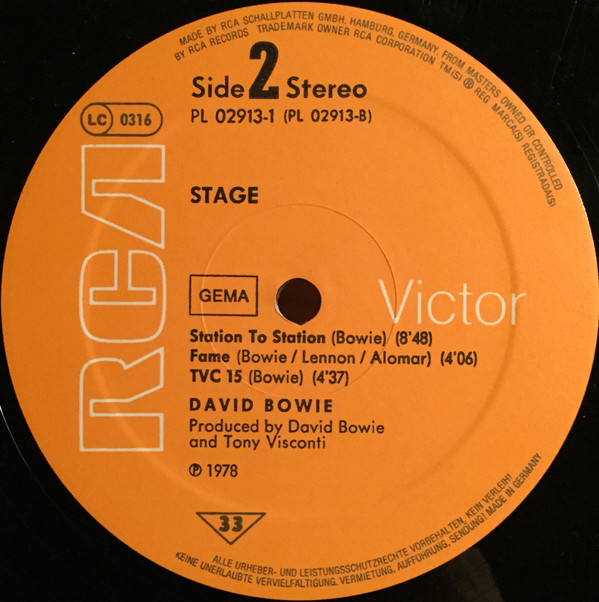 MADE BY RCA SCHALLPLATTEN GMBH. HAMBURG, GERMANY, FROM MASTERS OWNED OR CONTROLLED
BY RCA RECORDS TRADEMARK OWNER RCA CORPORATION TM(S) ® REG MARCA(S) REGISTRADA(S)
Side 2 Stereo
PL 02913-1 (PL 02913-B)
LC 0316
RCA
STAGE
GEMA
Victor
Station To Station (Bowie) (8'48)
Fame (Bowie / Lennon / Alomar) (4'06)
TVC 15 (Bowie) (4'37)
DAVID BOWIE
Produced by David Bowie
and Tony Visconti
℗ 1978
33
ALLE URHEBER- UND LEISTUNGSSCHUTZRECHTE VORBEHALTEN, KEIN VERLEIH!
KEINE UNERLAUBTE VERVIELFÄLTIGUNG, VERMIETUNG, AUFFÜHRUNG, SENDUNG! MADE IN GERMANY